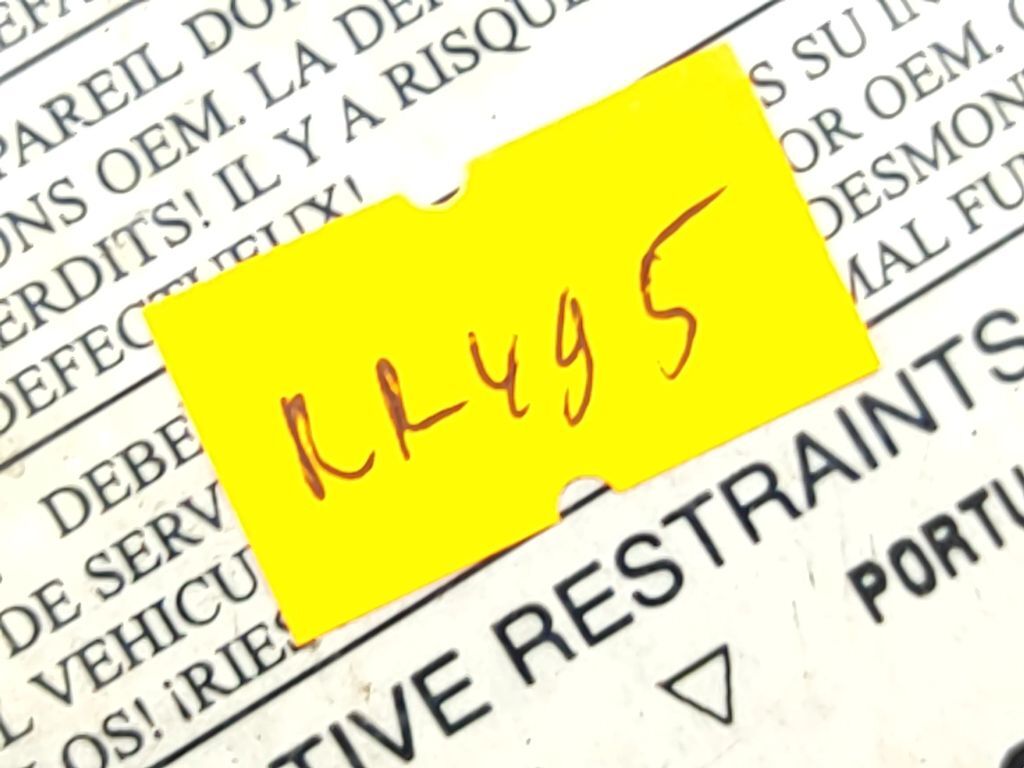 PAREIL DO
ONS OEM. LA DE
ERDITS! IL Y A RISQUE
DEFECTUEUX!
S SU IN
OR OEM.
DESMON
MAL FU
RR495
DEBE
DE SERV
VEHICU
OS! ¡RIES
TIVE RESTRAINTS
PORTU